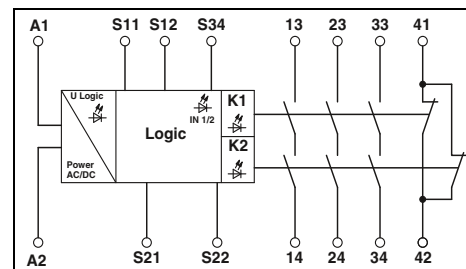 A1 S11 S12 S34 13 23 33 41
U Logic
IN 1/2
K1
Logic
K2
Power
AC/DC
A2 S21 S22 14 24 34 42